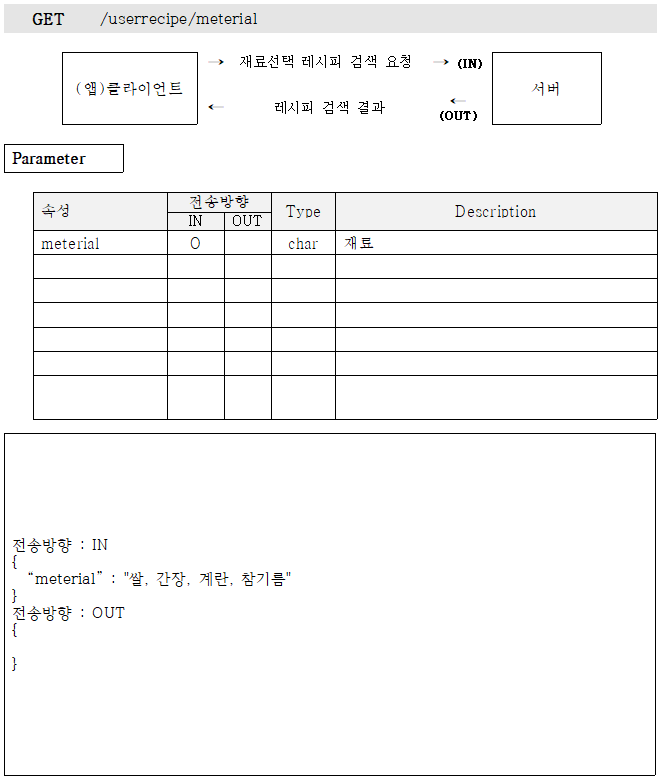 GET /userrecipe/meterial
→ 재료선택 레시피 검색 요청 → (IN)
(앱)클라이언트
서버
← 레시피 검색 결과 ← (OUT)
Parameter
속성 전송방향 Type Description
IN OUT
meterial O char 재료
전송방향 : IN
{
“meterial” : "쌀, 간장, 계란, 참기름"
}
전송방향 : OUT
{
}